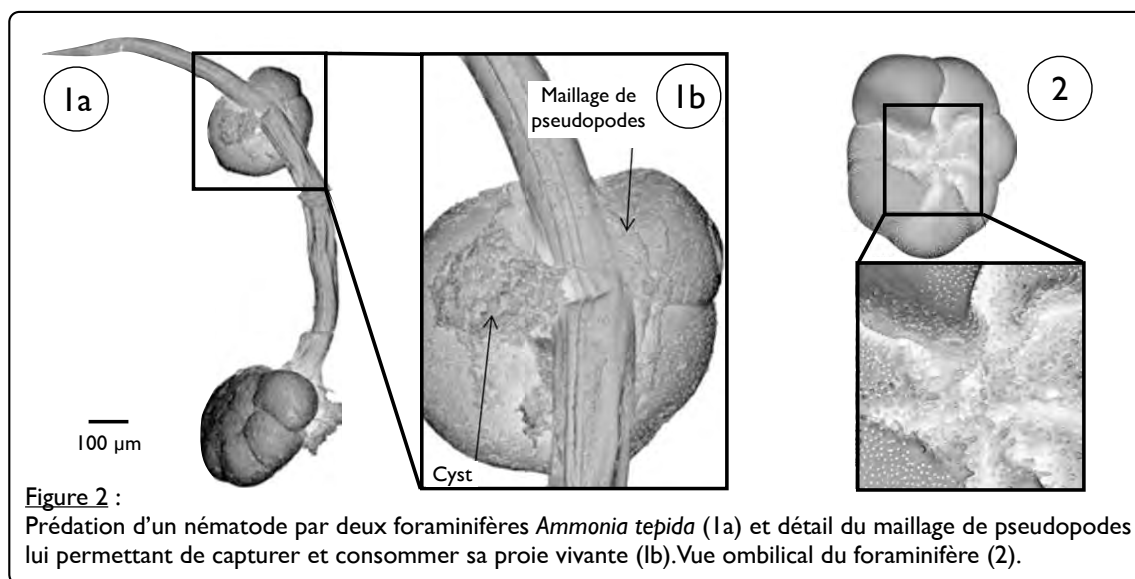 1a
Maillage de
pseudopodes
1b
2
100 µm
Cyst
Figure 2 :
Prédation d’un nématode par deux foraminifères Ammonia tepida (1a) et détail du maillage de pseudopodes
lui permettant de capturer et consommer sa proie vivante (1b).Vue ombilical du foraminifère (2).